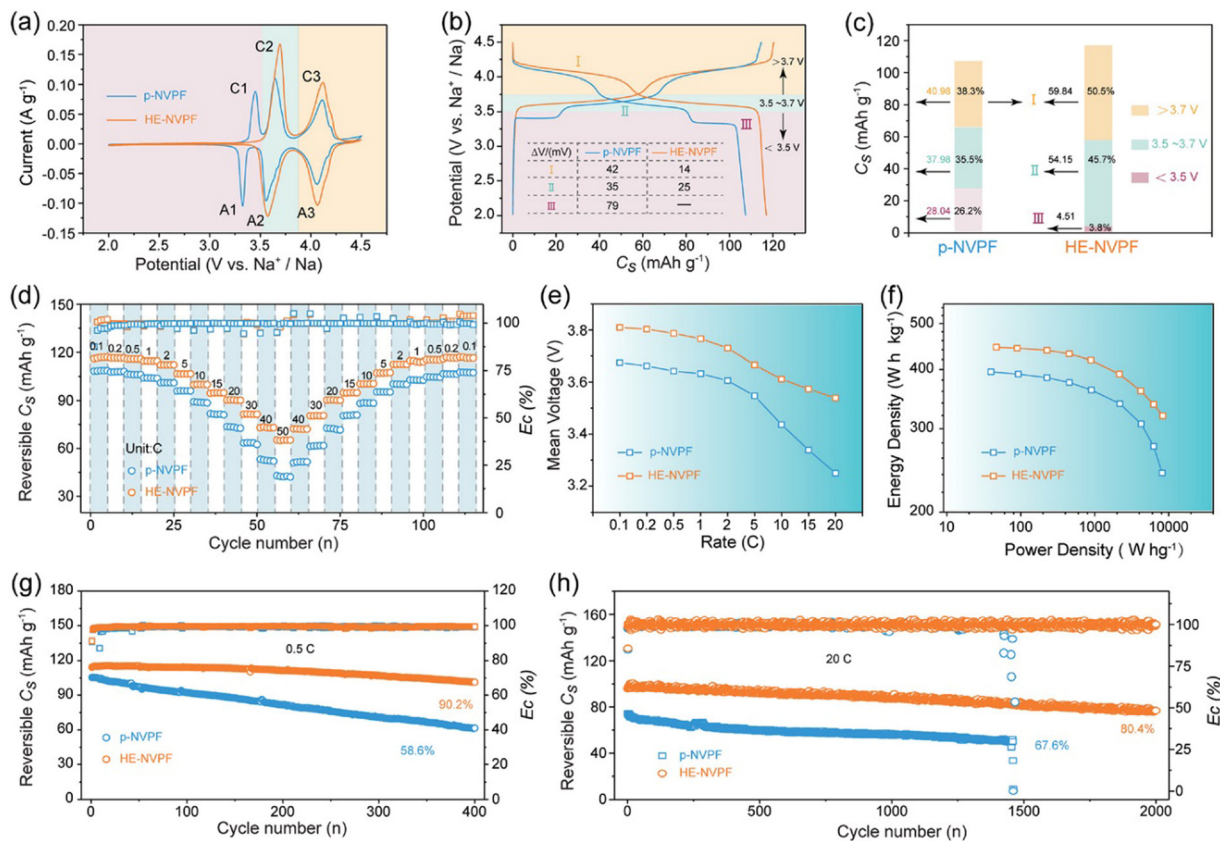 (a)
0.20
0.15
0.10
0.05
0.00
-0.05
-0.10
-0.15
Current (A g⁻¹)
p-NVPF
HE-NVPF
C1
C2
C3
A1
A2
A3
2.0 2.5 3.0 3.5 4.0 4.5
Potential (V vs. Na⁺ / Na)
(b)
4.5
4.0
3.5
3.0
2.5
2.0
Potential (V vs. Na⁺ / Na)
I
II
III
>3.7 V
3.5 ~3.7 V
< 3.5 V
ΔV/(mV) p-NVPF HE-NVPF
I 42 14
II 35 25
III 79 —
0 20 40 60 80 100 120
Cs (mAh g⁻¹)
(c)
120
100
80
60
40
20
0
Cs (mAh g⁻¹)
40.98 38.3% I 59.84 50.5%
37.98 35.5% II 54.15 45.7%
28.04 26.2% III 4.51 3.8%
>3.7 V
3.5 ~3.7 V
< 3.5 V
p-NVPF HE-NVPF
(d)
150
135
120
105
90
75
60
45
30
Reversible Cs (mAh g⁻¹)
0.1 0.2 0.5 1 2 5 10 15 20 30 40 50 40 30 20 15 10 5 2 1 0.5 0.2 0.1
Unit:C
p-NVPF
HE-NVPF
100
75
50
25
0
Ec (%)
0 25 50 75 100
Cycle number (n)
(e)
3.8
3.6
3.4
3.2
Mean Voltage (V)
HE-NVPF
p-NVPF
0.1 0.2 0.5 1 2 5 10 15 20
Rate (C)
(f)
500
400
300
200
Energy Density (W h kg⁻¹)
p-NVPF
HE-NVPF
10 100 1000 10000
Power Density ( W hg⁻¹)
(g)
180
150
120
90
60
30
0
Reversible Cs (mAh g⁻¹)
0.5 C
90.2%
58.6%
p-NVPF
HE-NVPF
120
100
80
60
40
20
0
Ec (%)
0 100 200 300 400
Cycle number (n)
(h)
160
120
80
40
0
Reversible Cs (mAh g⁻¹)
20 C
67.6%
80.4%
p-NVPF
HE-NVPF
100
75
50
25
0
Ec (%)
0 500 1000 1500 2000
Cycle number (n)